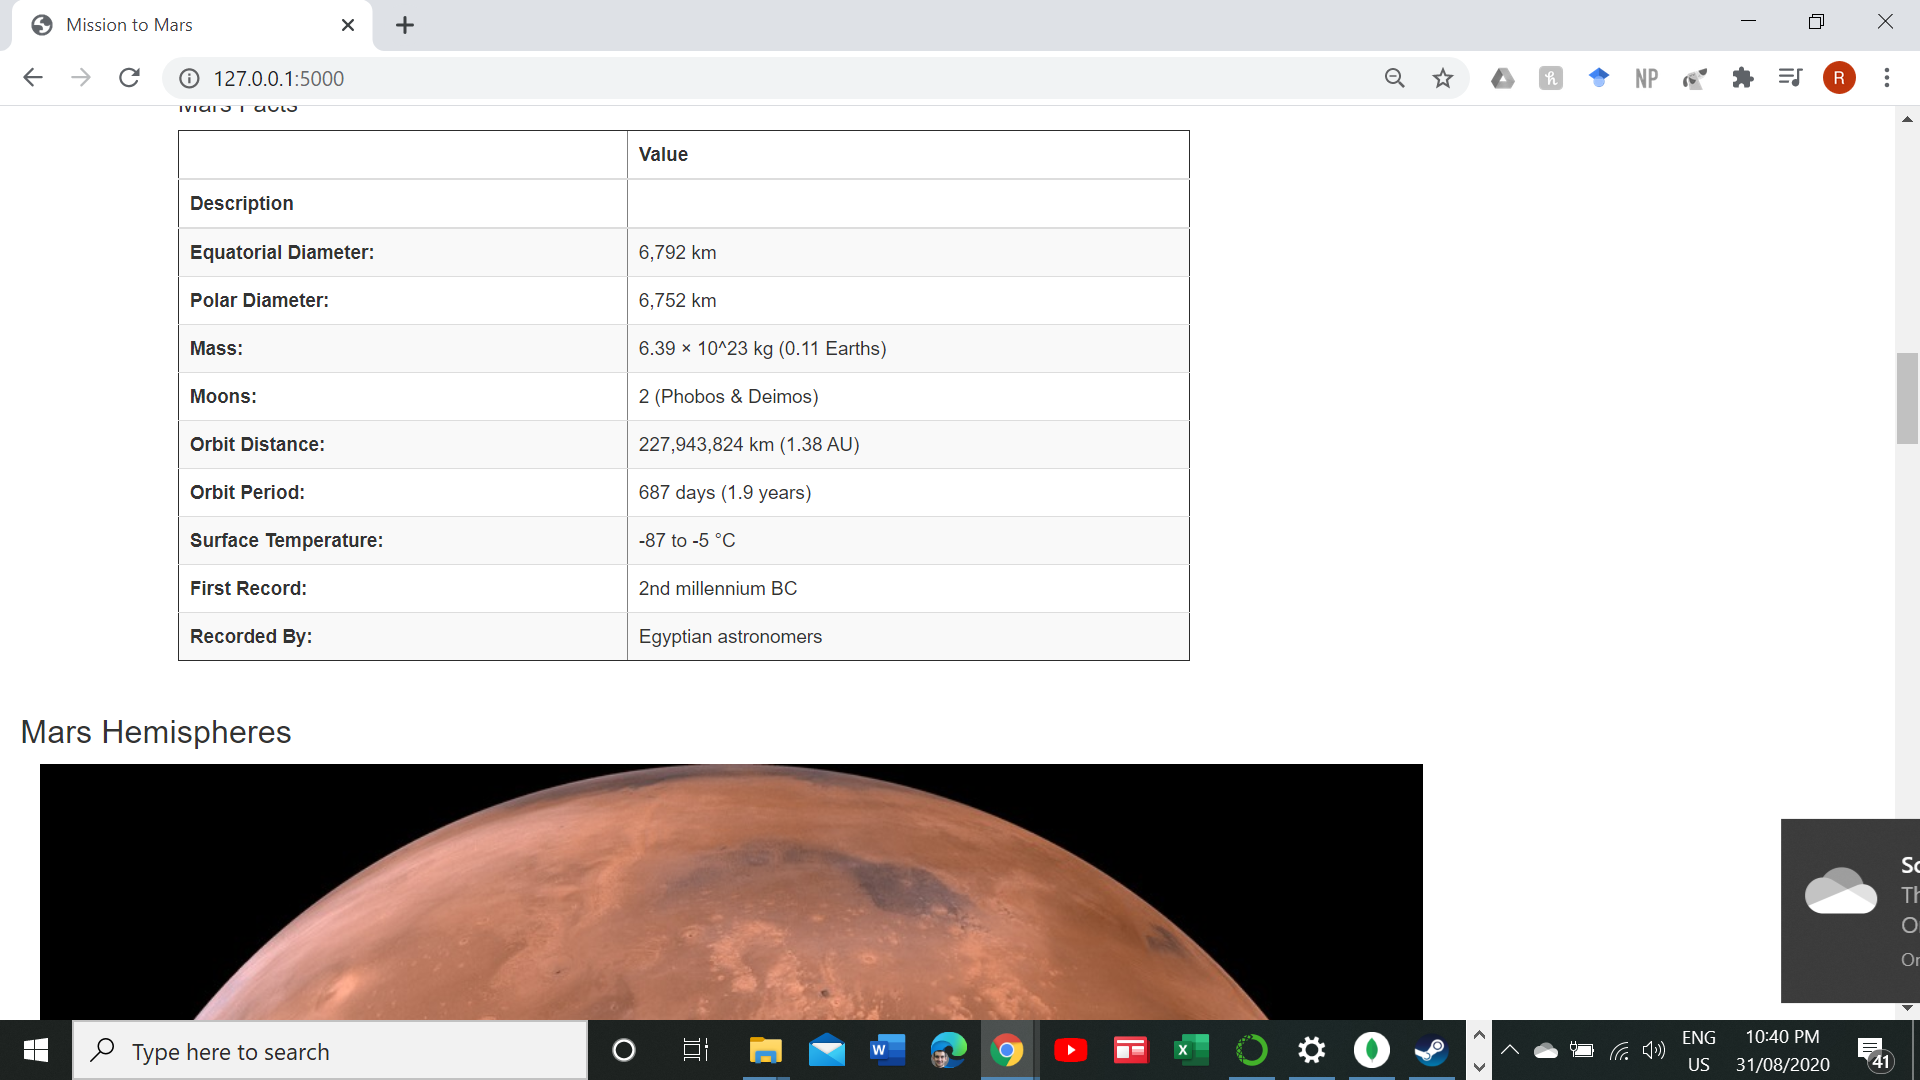 Mission to Mars
127.0.0.1:5000
NP
R
Mars Facts
Value
Description
Equatorial Diameter: 6,792 km
Polar Diameter: 6,752 km
Mass: 6.39 × 10^23 kg (0.11 Earths)
Moons: 2 (Phobos & Deimos)
Orbit Distance: 227,943,824 km (1.38 AU)
Orbit Period: 687 days (1.9 years)
Surface Temperature: -87 to -5 °C
First Record: 2nd millennium BC
Recorded By: Egyptian astronomers
Mars Hemispheres
Type here to search
ENG 10:40 PM
US 31/08/2020
41